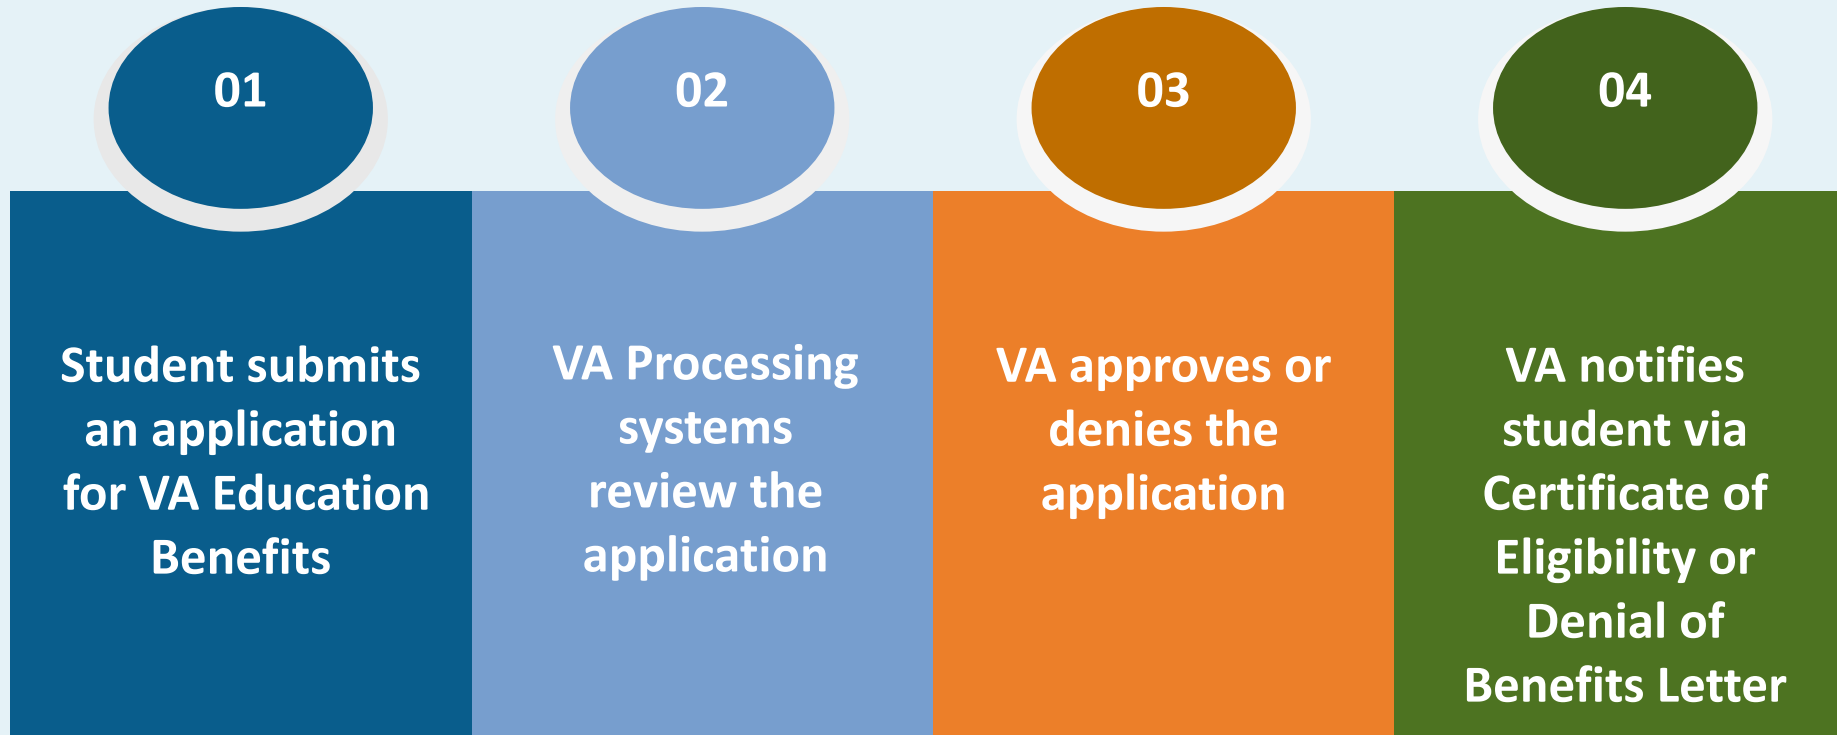 01
Student submits
an application
for VA Education
Benefits
02
VA Processing
systems
review the
application
03
VA approves or
denies the
application
04
VA notifies
student via
Certificate of
Eligibility or
Denial of
Benefits Letter